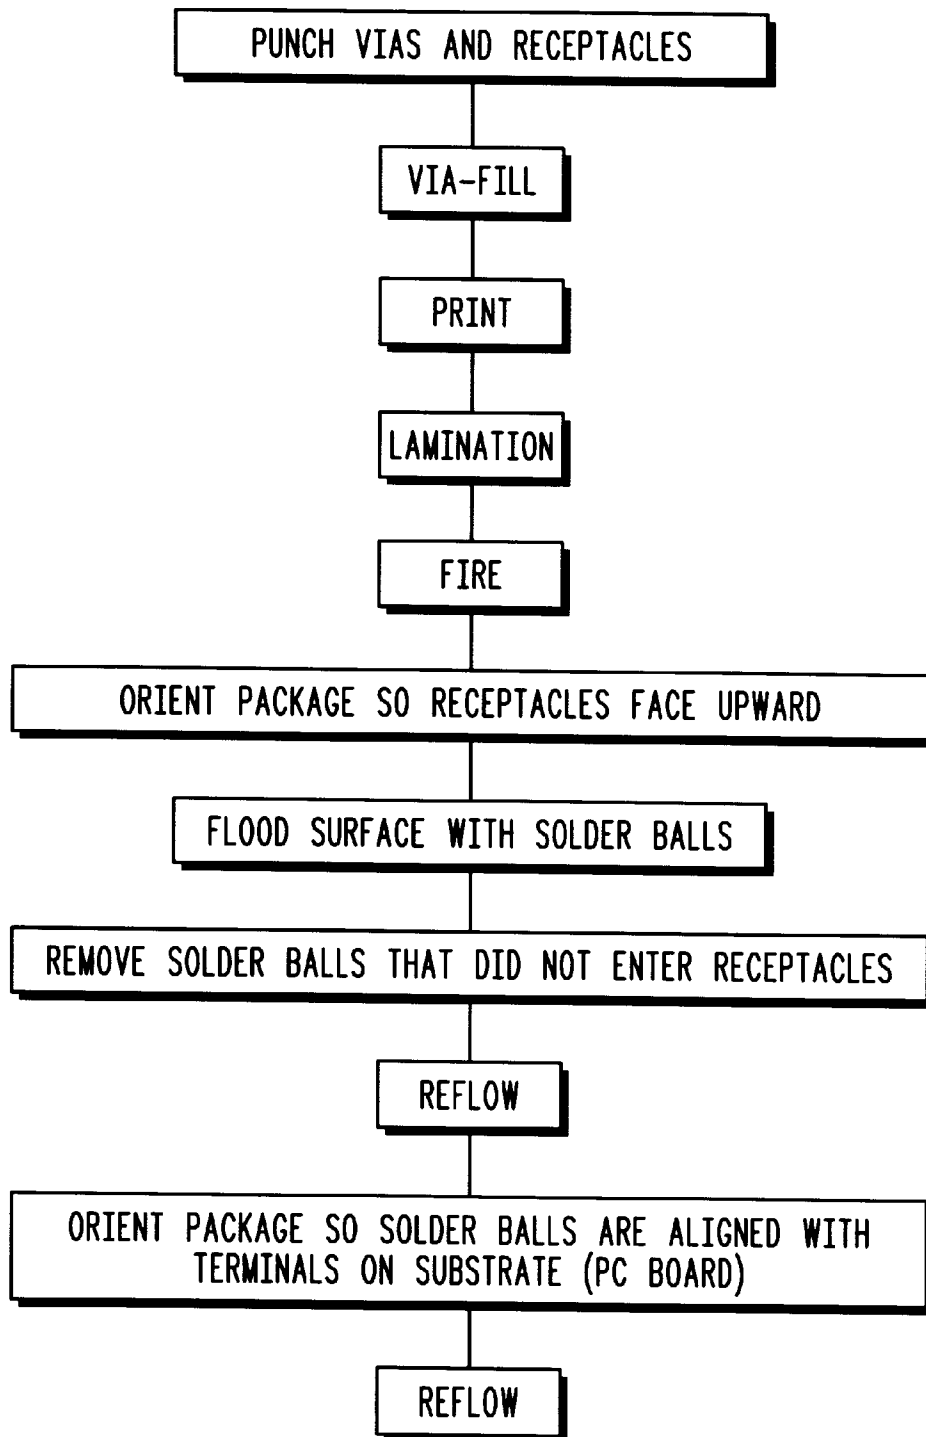 PUNCH VIAS AND RECEPTACLES
VIA-FILL
PRINT
LAMINATION
FIRE
ORIENT PACKAGE SO RECEPTACLES FACE UPWARD
FLOOD SURFACE WITH SOLDER BALLS
REMOVE SOLDER BALLS THAT DID NOT ENTER RECEPTACLES
REFLOW
ORIENT PACKAGE SO SOLDER BALLS ARE ALIGNED WITH
TERMINALS ON SUBSTRATE (PC BOARD)
REFLOW